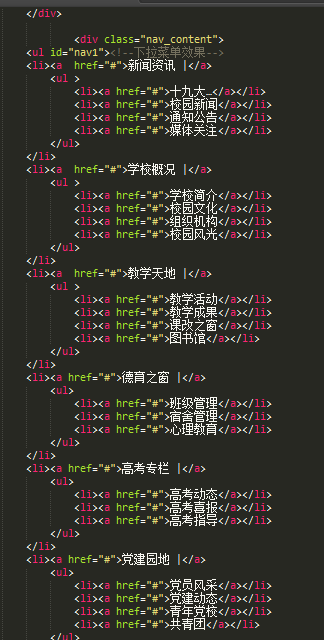 </div>
<div class="nav_content">
<ul id="nav1"><!--下拉菜单效果-->
<li><a  href="#">新闻资讯 |</a>
<ul >
<li><a href="#">十九大 </a></li>
<li><a href="#">校园新闻</a></li>
<li><a href="#">通知公告</a></li>
<li><a href="#">媒体关注</a></li>
</ul>
</li>
<li><a  href="#">学校概况 |</a>
<ul >
<li><a href="#">学校简介</a></li>
<li><a href="#">校园文化</a></li>
<li><a href="#">组织机构</a></li>
<li><a href="#">校园风光</a></li>
</ul>
</li>
<li><a  href="#">教学天地 |</a>
<ul >
<li><a href="#">教学活动</a></li>
<li><a href="#">教学成果</a></li>
<li><a href="#">课改之窗</a></li>
<li><a href="#">图书馆</a></li>
</ul>
</li>
<li><a href="#">德育之窗 |</a>
<ul>
<li><a href="#">班级管理</a></li>
<li><a href="#">宿舍管理</a></li>
<li><a href="#">心理教育</a></li>
</ul>
</li>
<li><a href="#">高考专栏 |</a>
<ul>
<li><a href="#">高考动态</a></li>
<li><a href="#">高考喜报</a></li>
<li><a href="#">高考指导</a></li>
</ul>
</li>
<li><a href="#">党建园地 |</a>
<ul>
<li><a href="#">党员风采</a></li>
<li><a href="#">党建动态</a></li>
<li><a href="#">青年党校</a></li>
<li><a href="#">共青团</a></li>
</ul>